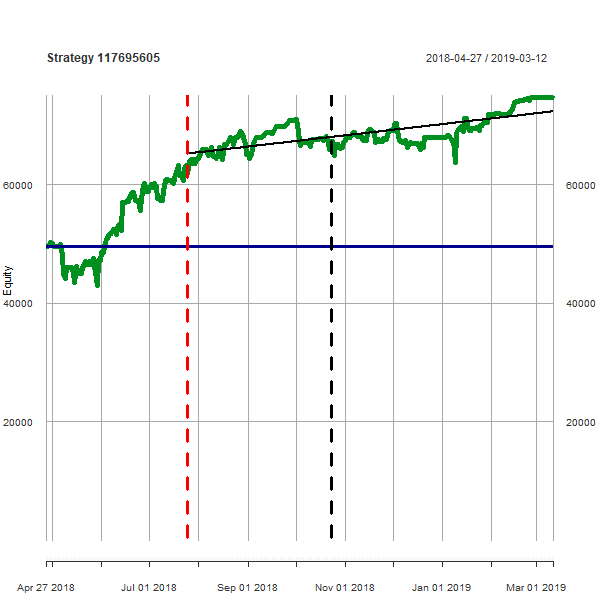 Strategy 117695605 2018-04-27 / 2019-03-12
60000 60000
Equity
40000 40000
20000 20000
Apr 27 2018 Jul 01 2018 Sep 01 2018 Nov 01 2018 Jan 01 2019 Mar 01 2019